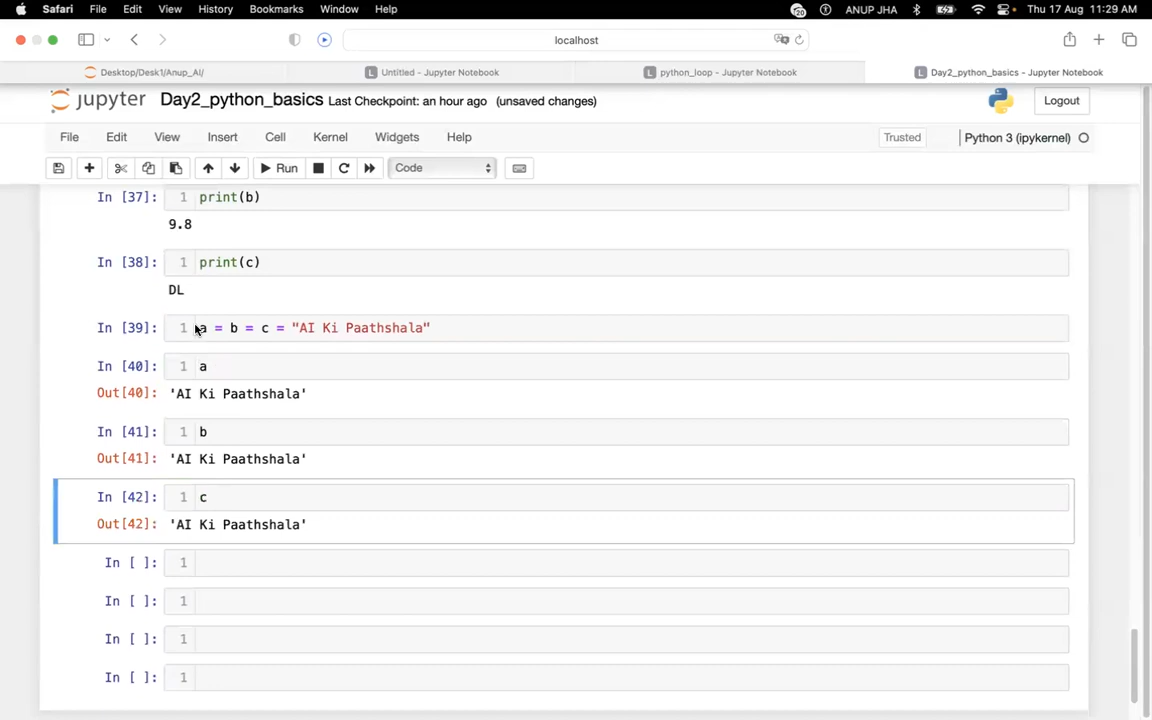 Safari File Edit View History Bookmarks Window Help 20 ANUP JHA Thu 17 Aug 11:29 AM
localhost
Desktop/Desk1/Anup_AI/ L Untitled - Jupyter Notebook L python_loop - Jupyter Notebook L Day2_python_basics - Jupyter Notebook
jupyter Day2_python_basics Last Checkpoint: an hour ago (unsaved changes) Logout
File Edit View Insert Cell Kernel Widgets Help Trusted Python 3 (ipykernel)
Run Code
In [37]: 1 print(b)
9.8
In [38]: 1 print(c)
DL
In [39]: 1 a = b = c = "AI Ki Paathshala"
In [40]: 1 a
Out[40]: 'AI Ki Paathshala'
In [41]: 1 b
Out[41]: 'AI Ki Paathshala'
In [42]: 1 c
Out[42]: 'AI Ki Paathshala'
In [ ]: 1
In [ ]: 1
In [ ]: 1
In [ ]: 1